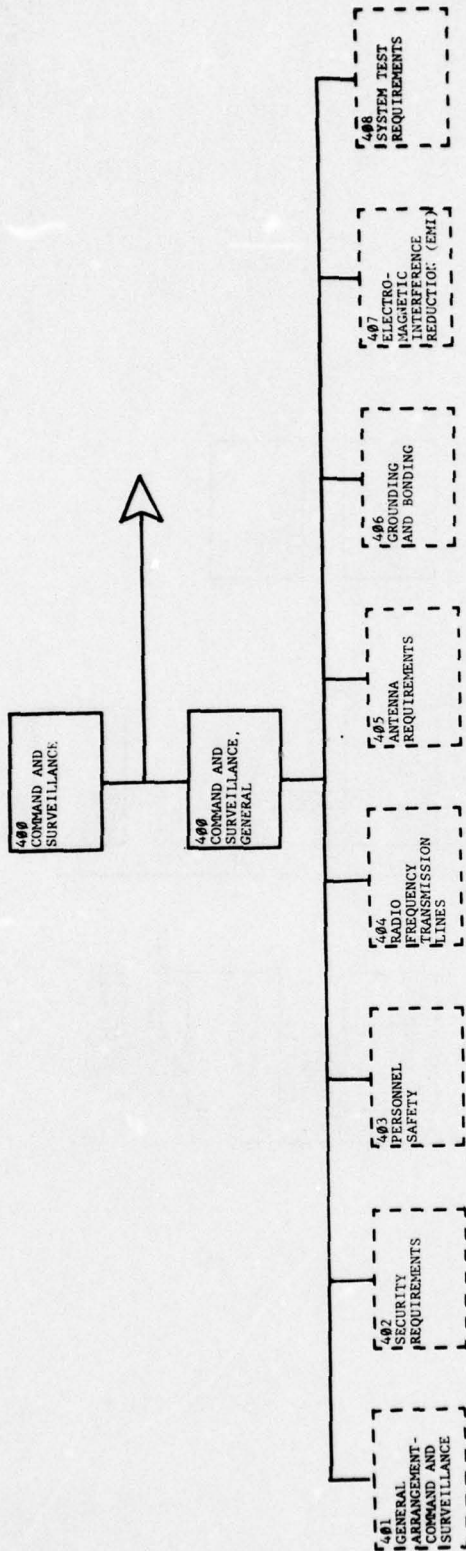 400
COMMAND AND
SURVEILLANCE
400
COMMAND AND
SURVEILLANCE,
GENERAL
401
GENERAL
ARRANGEMENT-
COMMAND AND
SURVEILLANCE
402
SECURITY
REQUIREMENTS
403
PERSONNEL
SAFETY
404
RADIO
FREQUENCY
TRANSMISSION
LINES
405
ANTENNA
REQUIREMENTS
406
GROUNDING
AND BONDING
407
ELECTRO-
MAGNETIC
INTERFERENCE
REDUCTION (EMI)
408
SYSTEM TEST
REQUIREMENTS